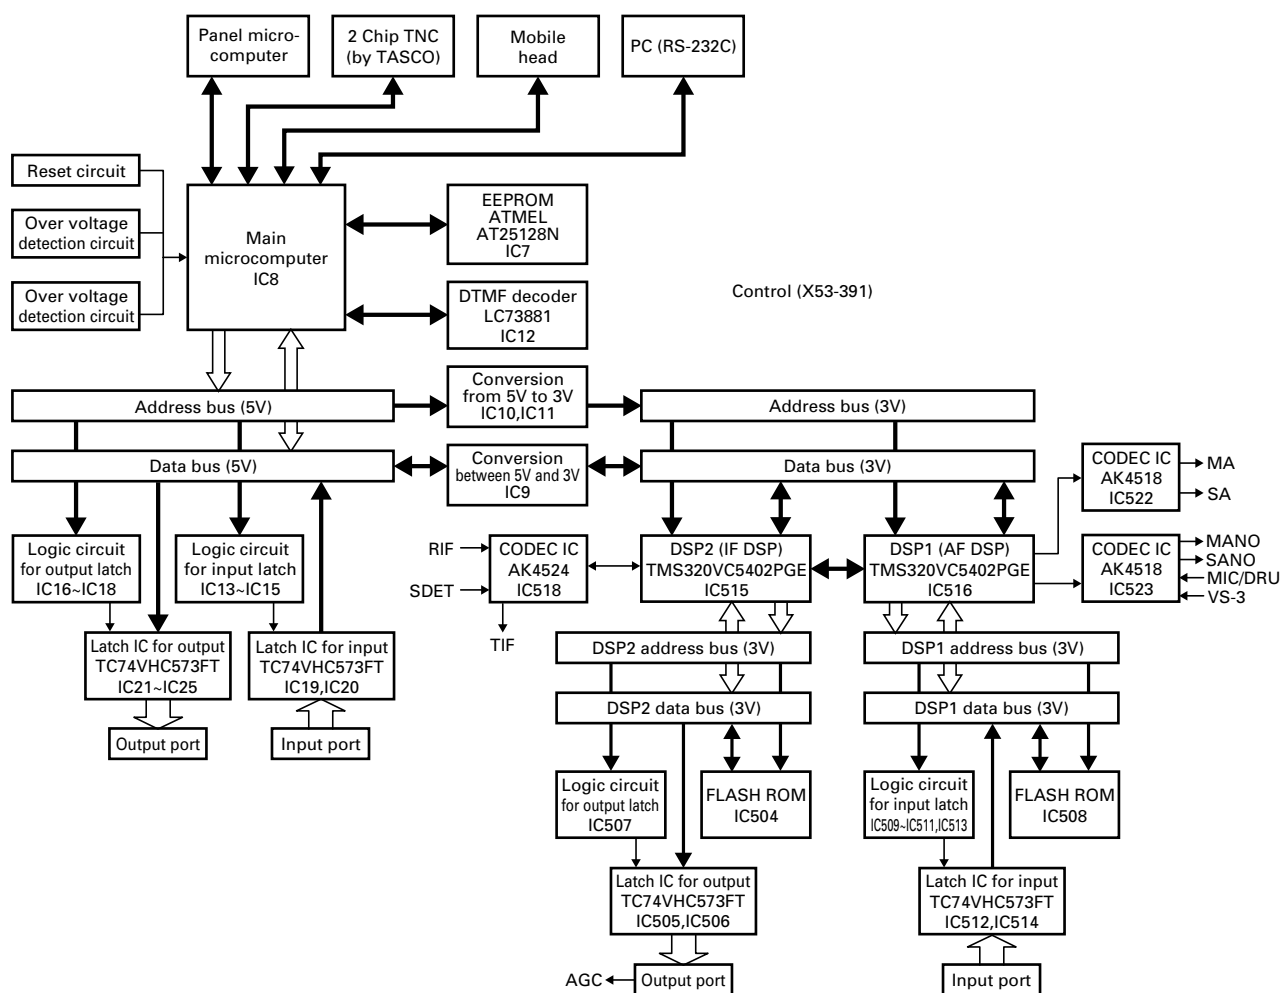 Panel micro-
computer
2 Chip TNC
(by TASCO)
Mobile
head
PC (RS-232C)
Reset circuit
Over voltage
detection circuit
Over voltage
detection circuit
Main
microcomputer
IC8
EEPROM
ATMEL
AT25128N
IC7
DTMF decoder
LC73881
IC12
Control (X53-391)
Address bus (5V)
Conversion
from 5V to 3V
IC10,IC11
Address bus (3V)
Data bus (5V)
Conversion
between 5V and 3V
IC9
Data bus (3V)
CODEC IC
AK4518
IC522
MA
SA
Logic circuit
for output latch
IC16~IC18
Logic circuit
for input latch
IC13~IC15
RIF
SDET
CODEC IC
AK4524
IC518
TIF
DSP2 (IF DSP)
TMS320VC5402PGE
IC515
DSP1 (AF DSP)
TMS320VC5402PGE
IC516
CODEC IC
AK4518
IC523
MANO
SANO
MIC/DRU
VS-3
Latch IC for output
TC74VHC573FT
IC21~IC25
Latch IC for input
TC74VHC573FT
IC19,IC20
Output port
Input port
DSP2 address bus (3V)
DSP1 address bus (3V)
DSP2 data bus (3V)
DSP1 data bus (3V)
Logic circuit
for output latch
IC507
FLASH ROM
IC504
Logic circuit
for input latch
IC509~IC511,IC513
FLASH ROM
IC508
Latch IC for output
TC74VHC573FT
IC505,IC506
Latch IC for input
TC74VHC573FT
IC512,IC514
AGC
Output port
Input port